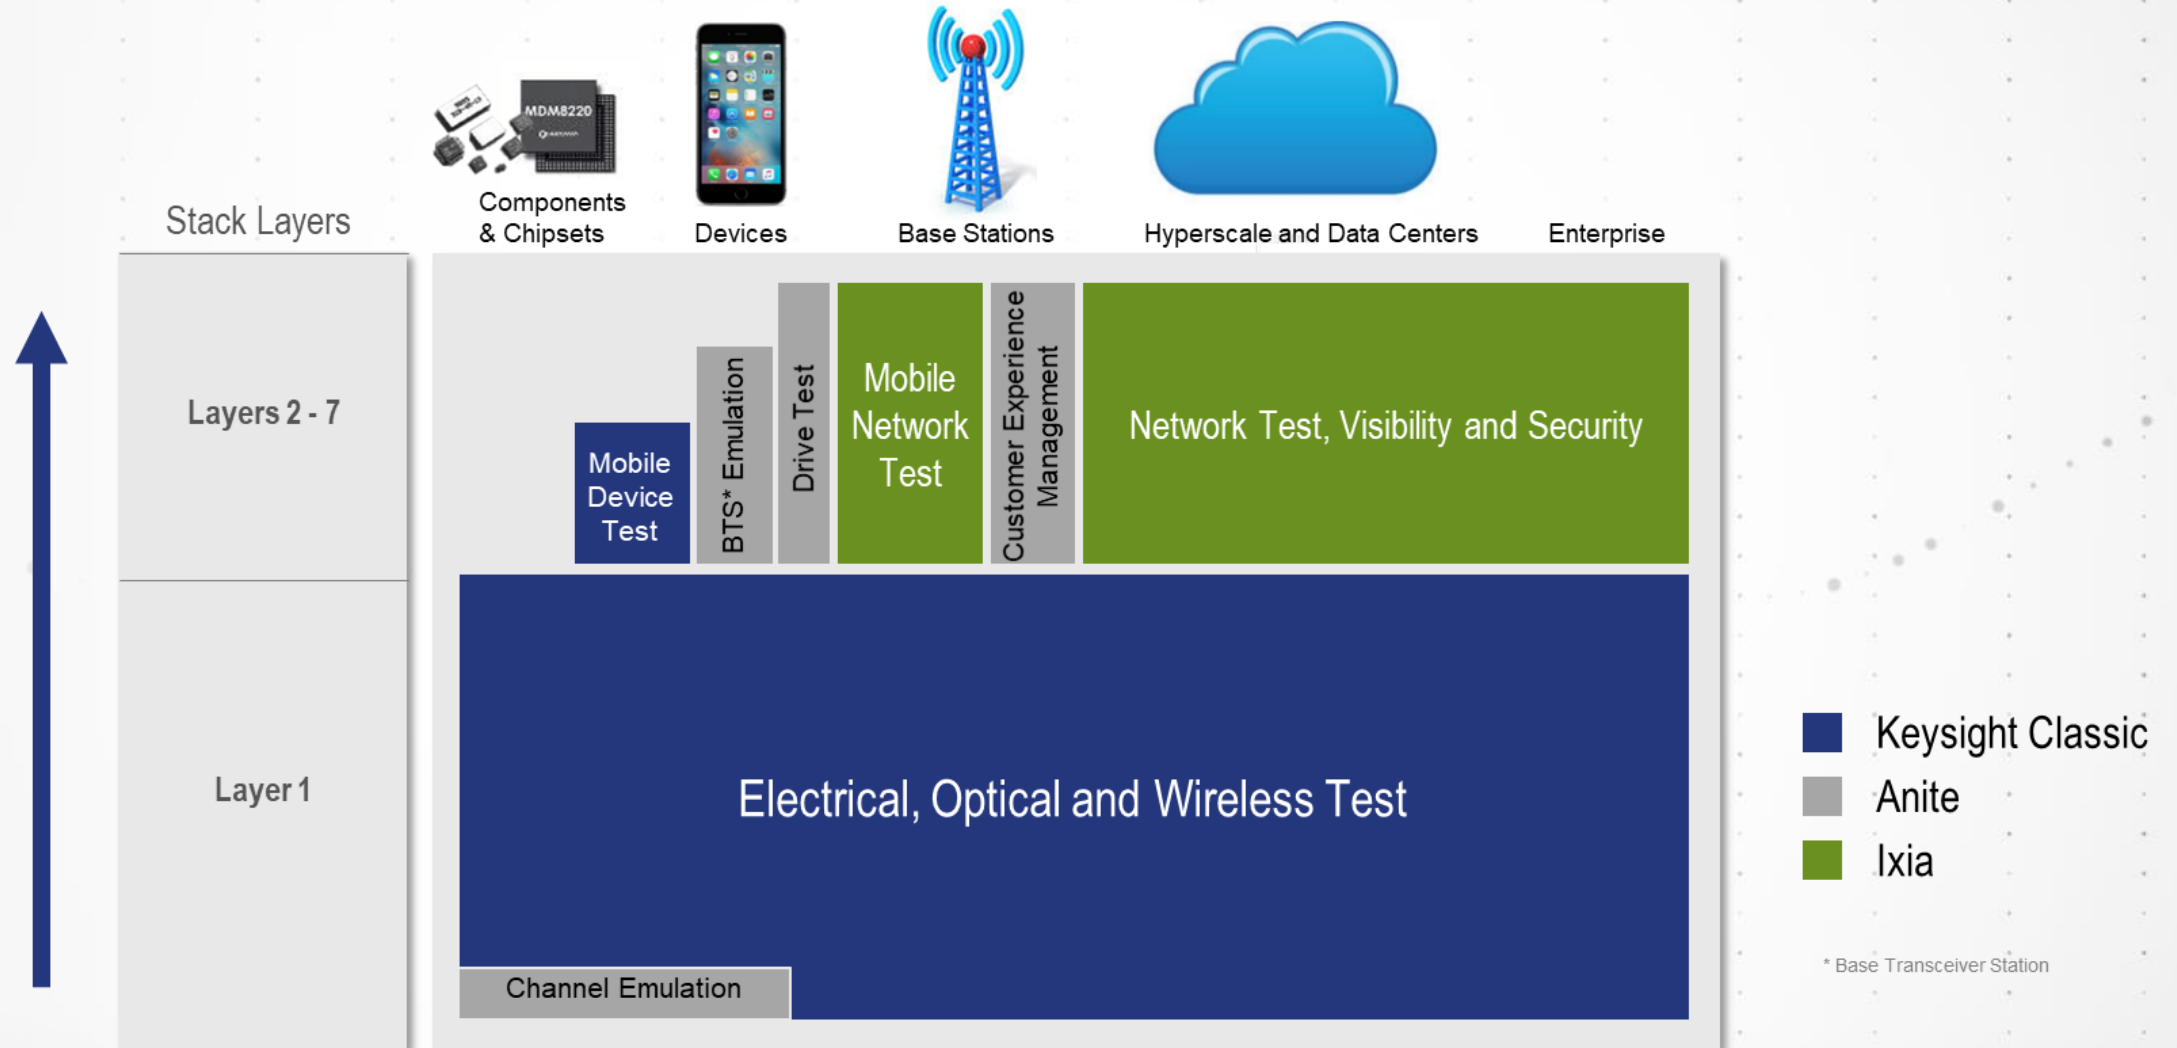 MDM8220
Stack Layers
Components
& Chipsets
Devices
Base Stations
Hyperscale and Data Centers
Enterprise
Layers 2 - 7
Mobile
Device
Test
BTS* Emulation
Drive Test
Mobile
Network
Test
Customer Experience
Management
Network Test, Visibility and Security
Layer 1
Electrical, Optical and Wireless Test
Channel Emulation
Keysight Classic
Anite
Ixia
* Base Transceiver Station